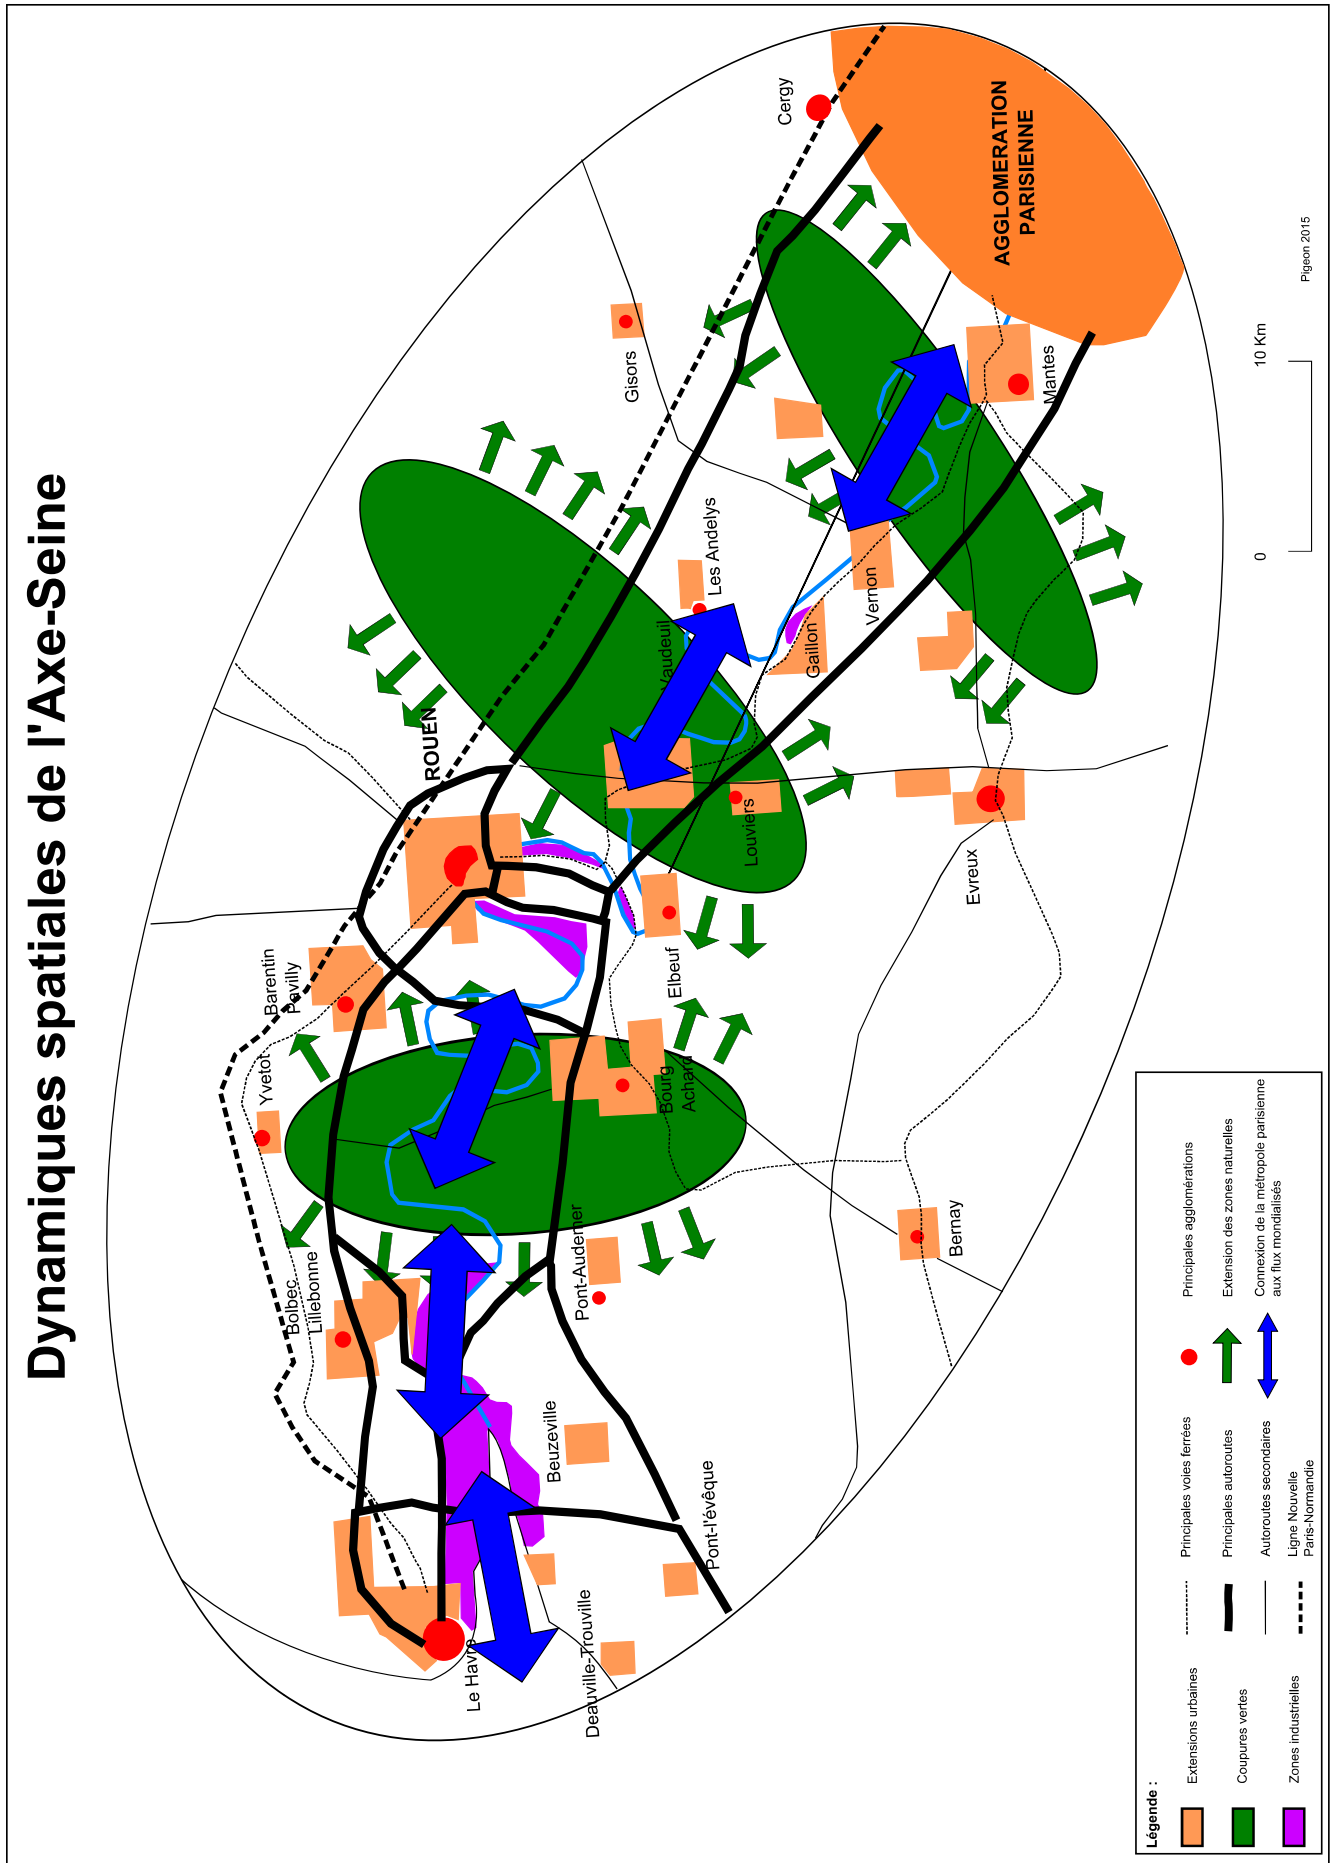 Dynamiques spatiales de l'Axe-Seine
Cergy
AGGLOMERATION
PARISIENNE
Gisors
Mantes
Les Andelys
Vernon
Gaillon
Vaudeuil
ROUEN
Louviers
Evreux
Elbeuf
Barentin
Pavilly
Yvetot
Bourg
Achard
Bernay
Bolbec
Lillebonne
Pont-Audemer
Beuzeville
Pont-l'évêque
Deauville-Trouville
Le Havre
0
10 Km
Pigeon 2015
Légende :
Extensions urbaines
Coupures vertes
Zones industrielles
Principales voies ferrées
Principales autoroutes
Autoroutes secondaires
Ligne Nouvelle
Paris-Normandie
Principales agglomérations
Extension des zones naturelles
Connexion de la métropole parisienne
aux flux mondialisés